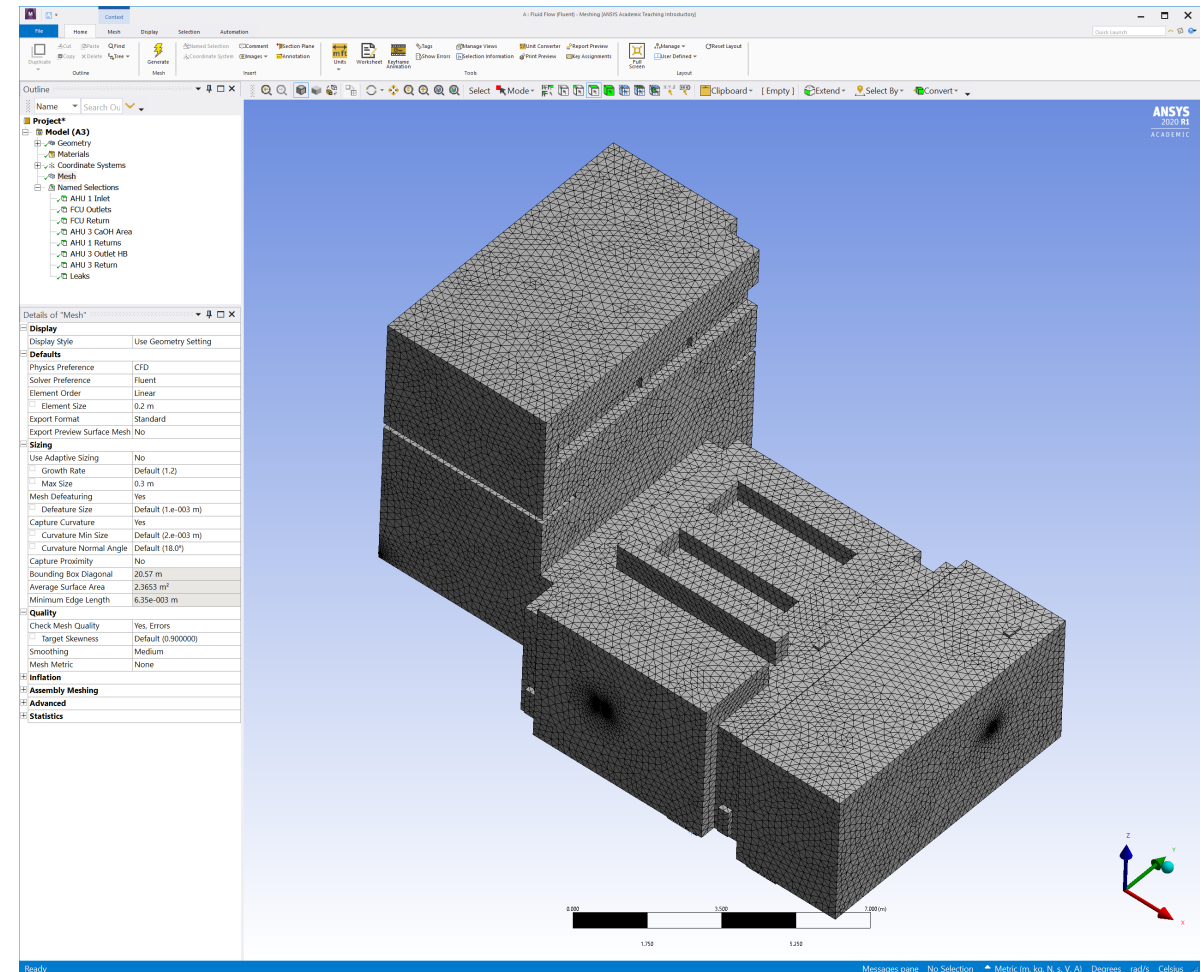 A : Fluid Flow (Fluent) - Meshing [ANSYS Academic Teaching Introductory]
Context
File Home Mesh Display Selection Automation
Quick Launch
Duplicate
Cut
Copy
Paste
Delete
Find
Tree
Outline
Generate
Mesh
Named Selection
Coordinate System
Comment
Images
Section Plane
Annotation
Insert
Units
Worksheet
Keyframe Animation
Tags
Show Errors
Manage Views
Selection Information
Unit Converter
Print Preview
Report Preview
Key Assignments
Tools
Full Screen
Manage
User Defined
Reset Layout
Layout
Outline
Name Search Ou
Select Mode Clipboard [ Empty ] Extend Select By Convert
Project*
Model (A3)
Geometry
Materials
Coordinate Systems
Mesh
Named Selections
AHU 1 Inlet
FCU Outlets
FCU Return
AHU 3 CaOH Area
AHU 1 Returns
AHU 3 Outlet HB
AHU 3 Return
Leaks
Details of "Mesh"
Display
Display Style Use Geometry Setting
Defaults
Physics Preference CFD
Solver Preference Fluent
Element Order Linear
Element Size 0.2 m
Export Format Standard
Export Preview Surface Mesh No
Sizing
Use Adaptive Sizing No
Growth Rate Default (1.2)
Max Size 0.3 m
Mesh Defeaturing Yes
Defeature Size Default (1.e-003 m)
Capture Curvature Yes
Curvature Min Size Default (2.e-003 m)
Curvature Normal Angle Default (18.0°)
Capture Proximity No
Bounding Box Diagonal 20.57 m
Average Surface Area 2.3653 m²
Minimum Edge Length 6.35e-003 m
Quality
Check Mesh Quality Yes, Errors
Target Skewness Default (0.900000)
Smoothing Medium
Mesh Metric None
Inflation
Assembly Meshing
Advanced
Statistics
ANSYS
2020 R1
ACADEMIC
0.000 3.500 7.000 (m)
1.750 5.250
Z
Y
X
Ready
Messages pane No Selection Metric (m, kg, N, s, V, A) Degrees rad/s Celsius